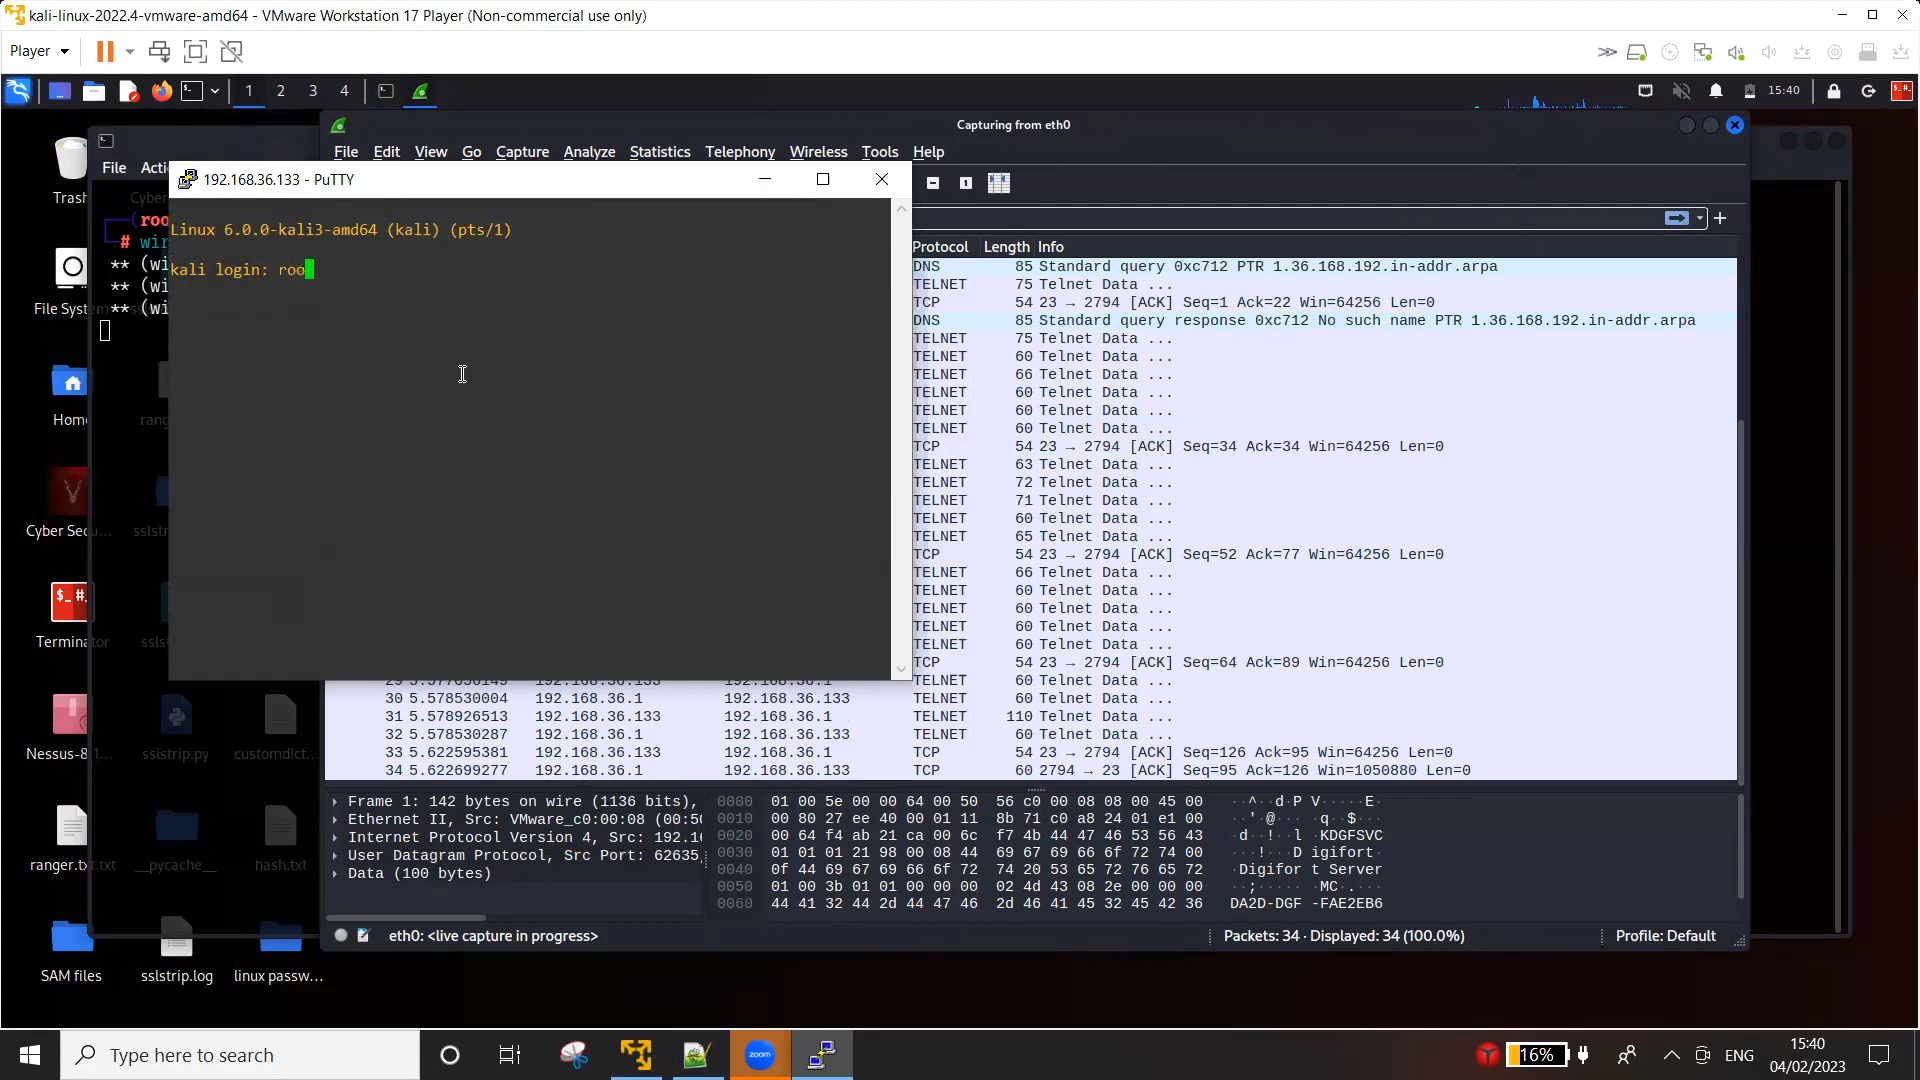 kali-linux-2022.4-vmware-amd64 - VMware Workstation 17 Player (Non-commercial use only)
Player
1 2 3 4
15:40
Capturing from eth0
File Edit View Go Capture Analyze Statistics Telephony Wireless Tools Help
File
192.168.36.133 - PuTTY
Linux 6.0.0-kali3-amd64 (kali) (pts/1)
kali login: roo
#
** (wi
** (wi
** (wi
Protocol Length Info
DNS 85 Standard query 0xc712 PTR 1.36.168.192.in-addr.arpa
TELNET 75 Telnet Data ...
TCP 54 23 → 2794 [ACK] Seq=1 Ack=22 Win=64256 Len=0
DNS 85 Standard query response 0xc712 No such name PTR 1.36.168.192.in-addr.arpa
TELNET 75 Telnet Data ...
TELNET 60 Telnet Data ...
TELNET 66 Telnet Data ...
TELNET 60 Telnet Data ...
TELNET 60 Telnet Data ...
TELNET 60 Telnet Data ...
TCP 54 23 → 2794 [ACK] Seq=34 Ack=34 Win=64256 Len=0
TELNET 63 Telnet Data ...
TELNET 72 Telnet Data ...
TELNET 71 Telnet Data ...
TELNET 60 Telnet Data ...
TELNET 65 Telnet Data ...
TCP 54 23 → 2794 [ACK] Seq=52 Ack=77 Win=64256 Len=0
TELNET 66 Telnet Data ...
TELNET 60 Telnet Data ...
TELNET 60 Telnet Data ...
TELNET 60 Telnet Data ...
TELNET 60 Telnet Data ...
TCP 54 23 → 2794 [ACK] Seq=64 Ack=89 Win=64256 Len=0
TELNET 60 Telnet Data ...
30 5.578530004 192.168.36.1 192.168.36.133 TELNET 60 Telnet Data ...
31 5.578926513 192.168.36.133 192.168.36.1 TELNET 110 Telnet Data ...
32 5.578530287 192.168.36.1 192.168.36.133 TELNET 60 Telnet Data ...
33 5.622595381 192.168.36.133 192.168.36.1 TCP 54 23 → 2794 [ACK] Seq=126 Ack=95 Win=64256 Len=0
34 5.622699277 192.168.36.1 192.168.36.133 TCP 60 2794 → 23 [ACK] Seq=95 Ack=126 Win=1050880 Len=0
Frame 1: 142 bytes on wire (1136 bits),
Ethernet II, Src: VMware_c0:00:08 (00:50
Internet Protocol Version 4, Src: 192.16
User Datagram Protocol, Src Port: 62635,
Data (100 bytes)
0000 01 00 5e 00 00 64 00 50 56 c0 00 08 08 00 45 00 ··^··d·P V·····E·
0010 00 80 27 ee 40 00 01 11 8b 71 c0 a8 24 01 e1 00 ··'·@··· ·q··$···
0020 00 64 f4 ab 21 ca 00 6c f7 4b 44 47 46 53 56 43 ·d··!··l ·KDGFSVC
0030 01 01 01 21 98 00 08 44 69 67 69 66 6f 72 74 00 ···!···D igifort·
0040 0f 44 69 67 69 66 6f 72 74 20 53 65 72 76 65 72 ·Digifor t Server
0050 01 00 3b 01 01 00 00 00 02 4d 43 08 2e 00 00 00 ··;····· ·MC·.···
0060 44 41 32 44 2d 44 47 46 2d 46 41 45 32 45 42 36 DA2D-DGF -FAE2EB6
eth0: <live capture in progress>
Packets: 34 · Displayed: 34 (100.0%)
Profile: Default
File System
Home
Cyber Secu...
Terminator
sslstrip.py
customdict...
ranger.txt.txt
__pycache__
hash.txt
SAM files
sslstrip.log
linux passw...
Type here to search
zoom
16%
ENG
15:40
04/02/2023